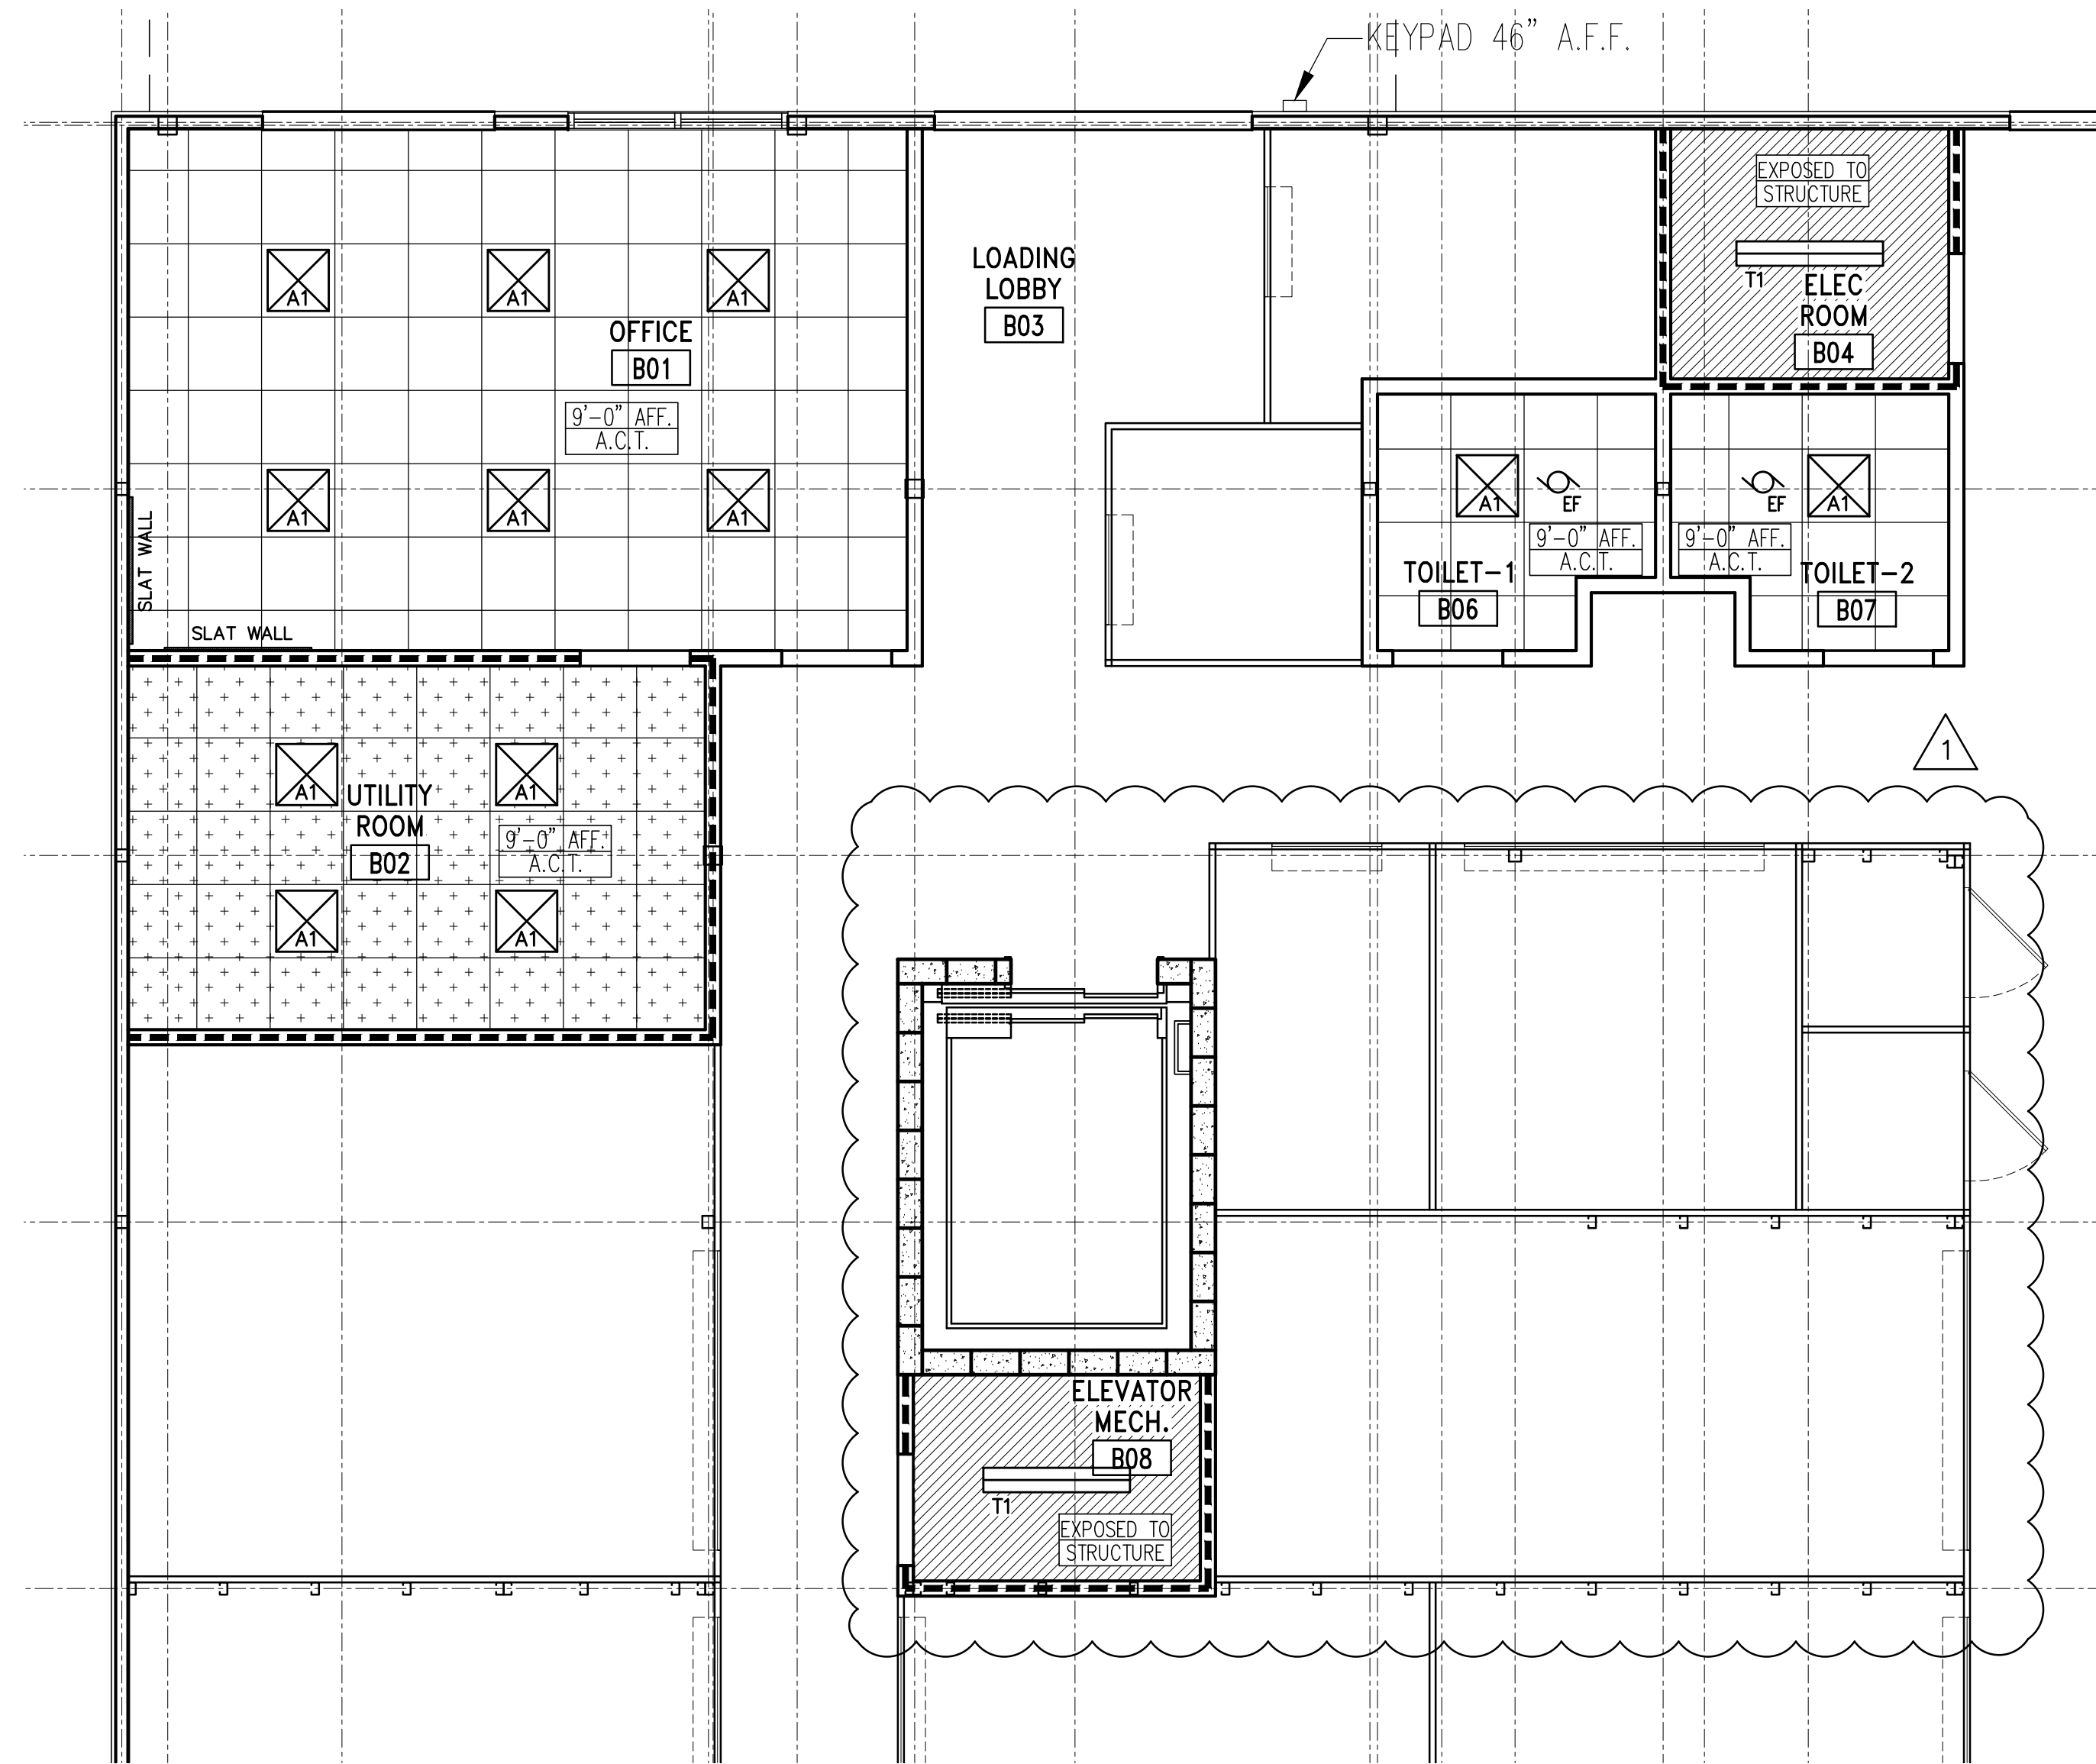 KEYPAD 46” A.F.F.
EXPOSED TO
STRUCTURE
T1
ELEC
ROOM
B04
LOADING
LOBBY
B03
A1
A1
A1
OFFICE
B01
9'-0” AFF.
A.C.T.
A1
A1
A1
SLAT WALL
SLAT WALL
A1
EF
9'-0” AFF.
A.C.T.
TOILET-1
B06
EF
A1
9'-0” AFF.
A.C.T.
TOILET-2
B07
1
A1
A1
UTILITY
ROOM
B02
9'-0” AFF.
A.C.T.
A1
A1
ELEVATOR
MECH.
B08
T1
EXPOSED TO
STRUCTURE